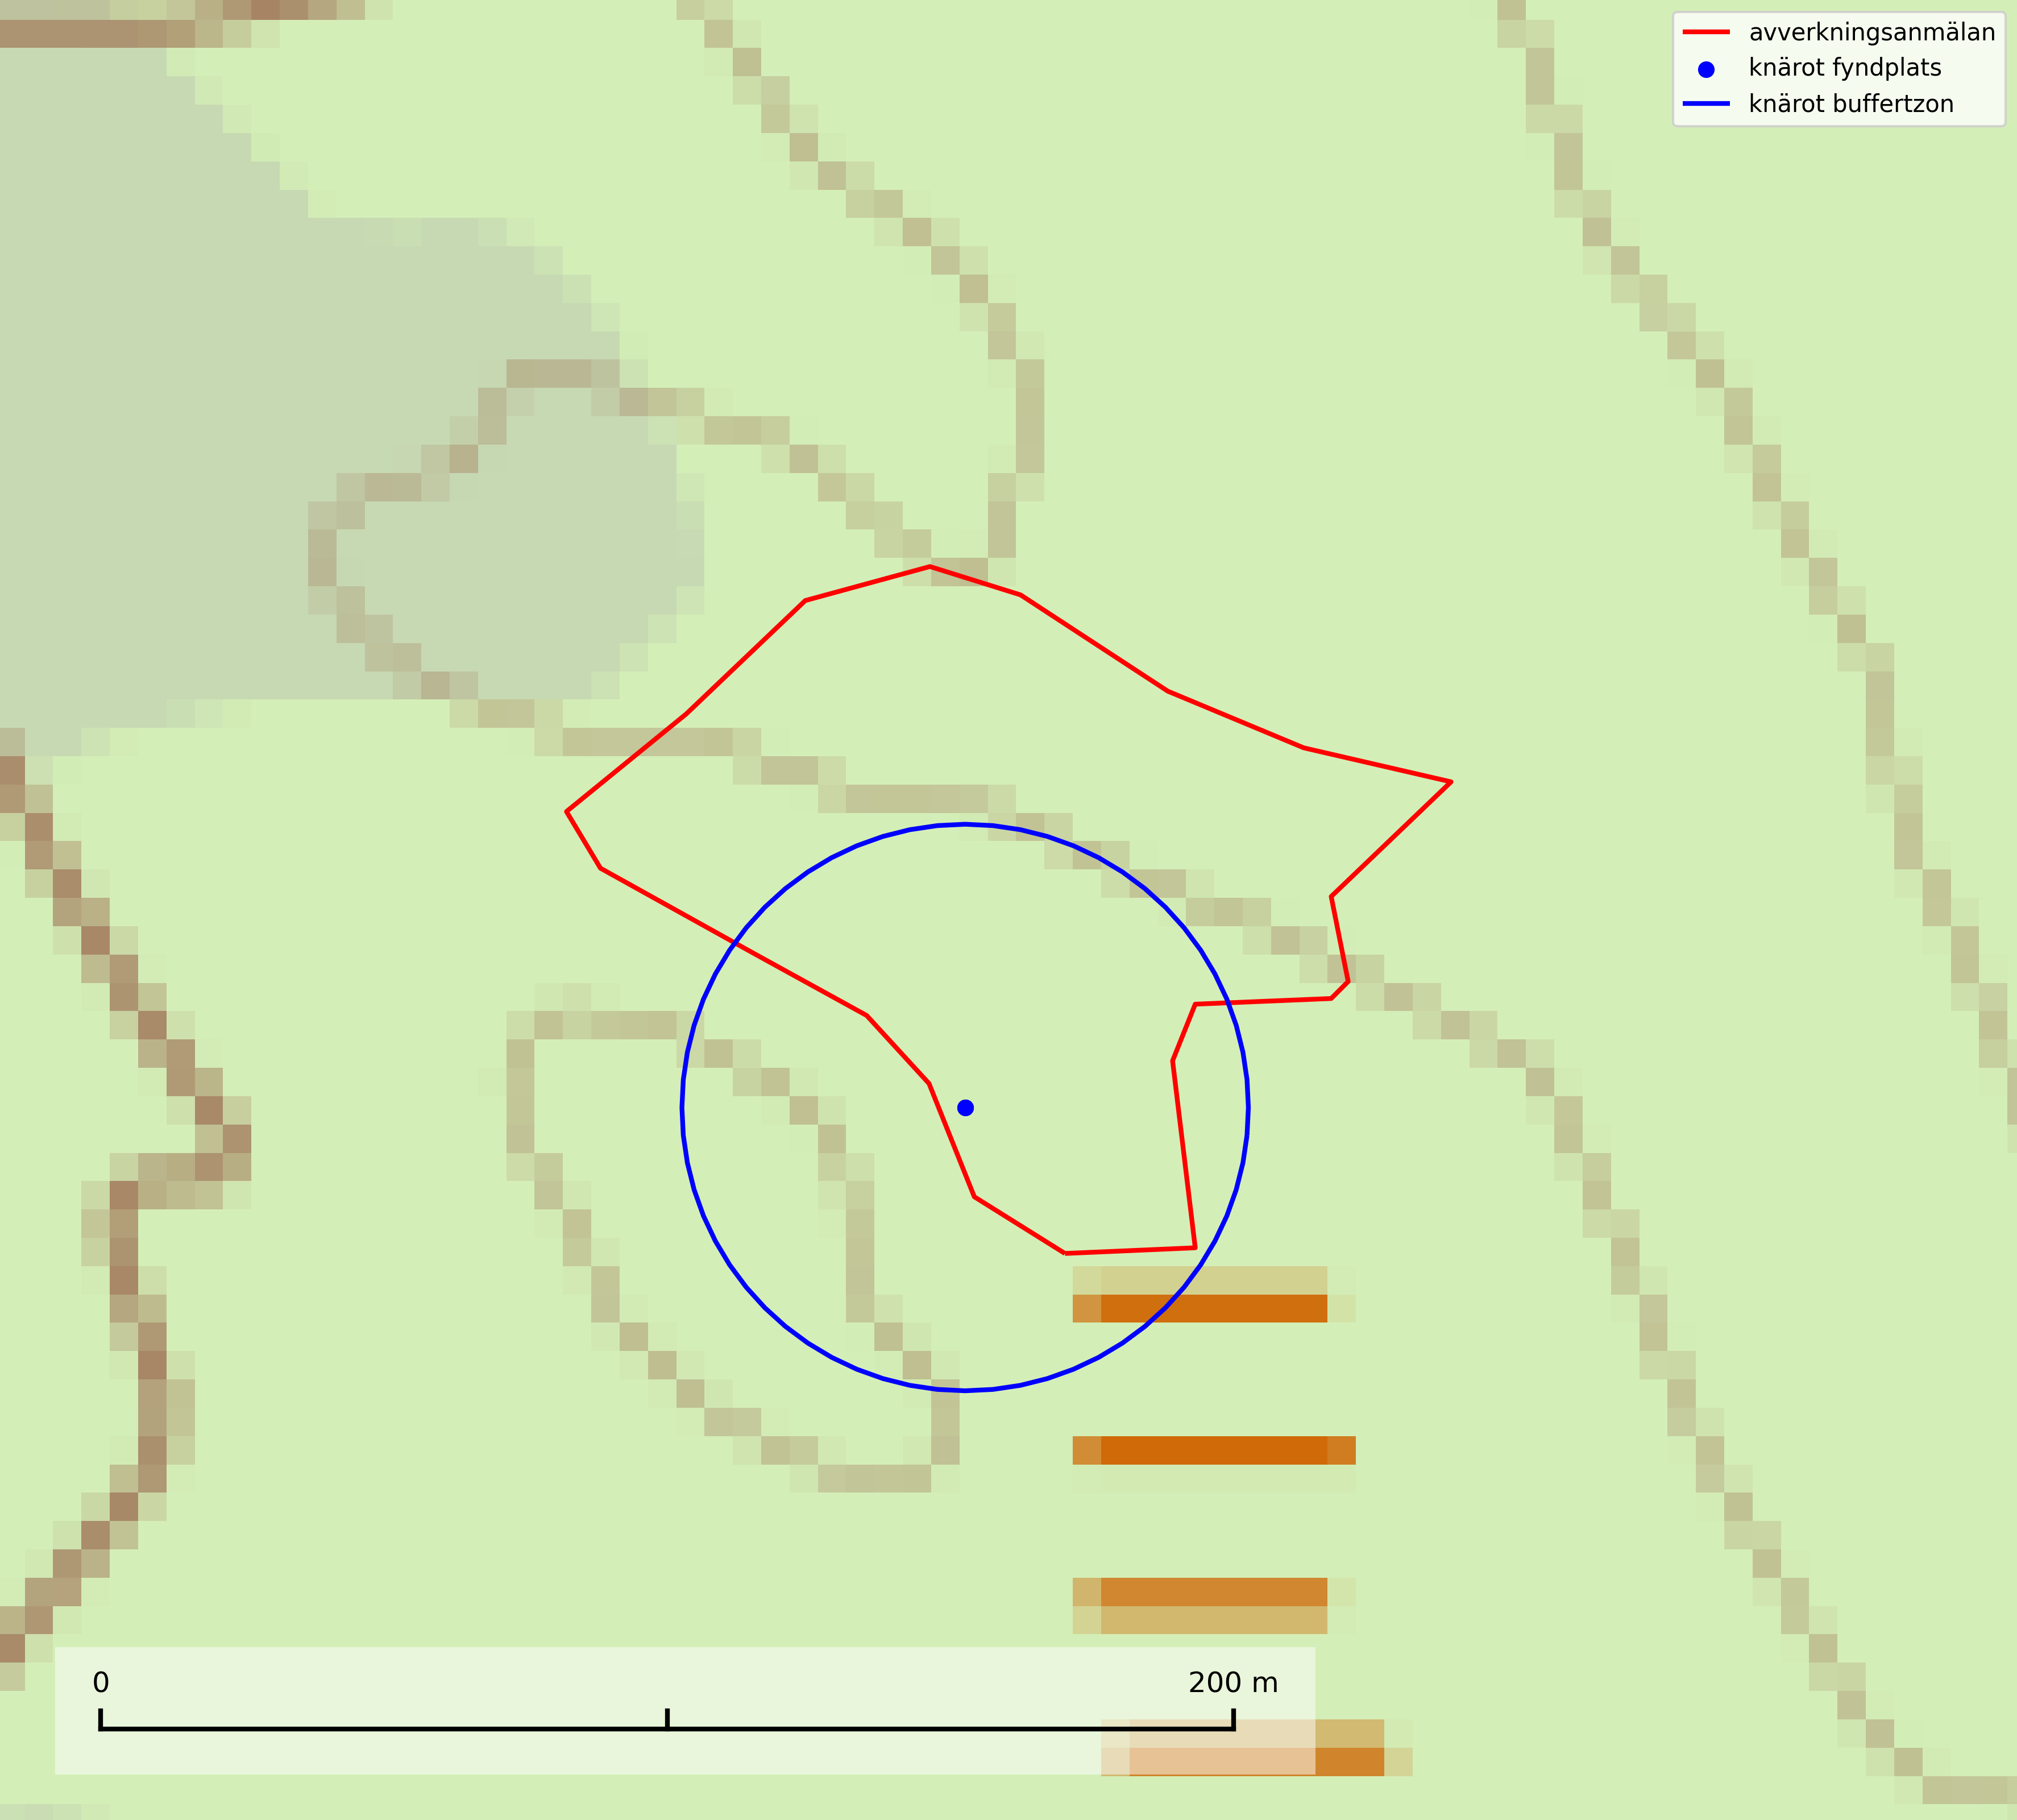 avverkningsanmälan
knärot fyndplats
knärot buffertzon
0
200 m